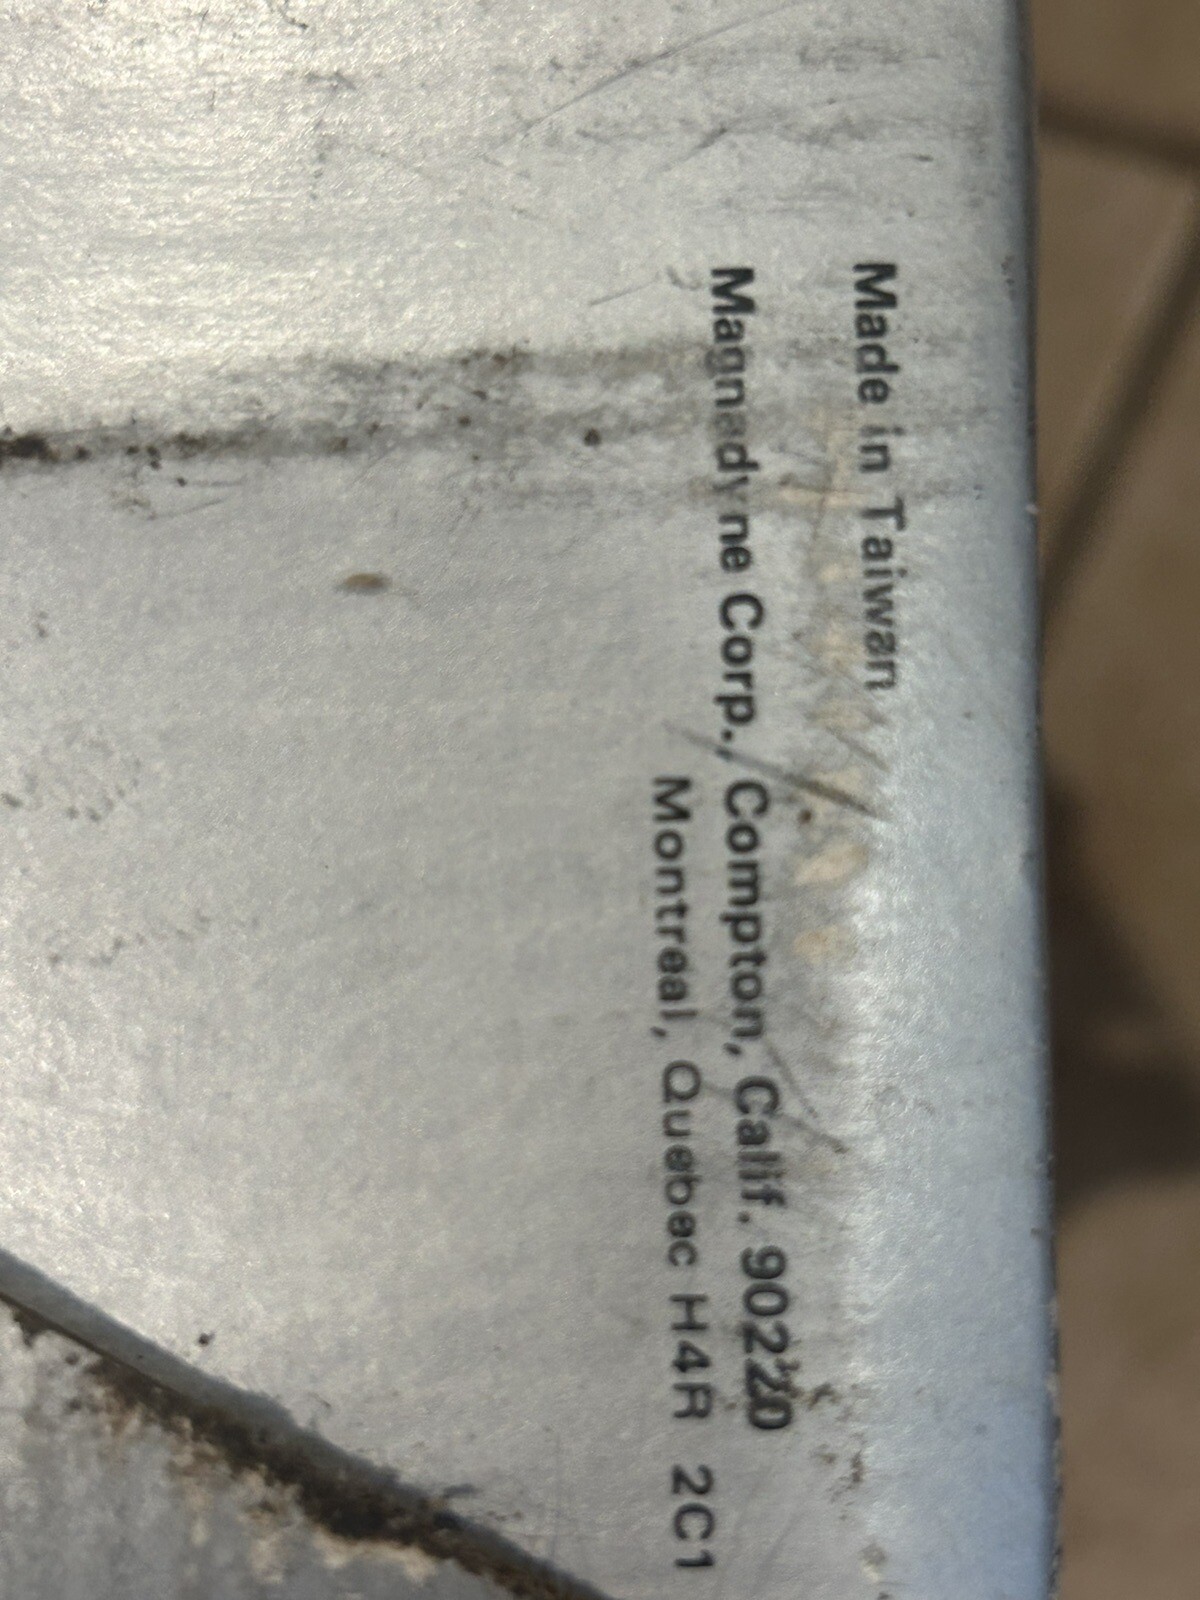 Made in Taiwan
Magnadyne Corp., Compton, Calif. 90220
Montreal, Quebec H4R 2C1